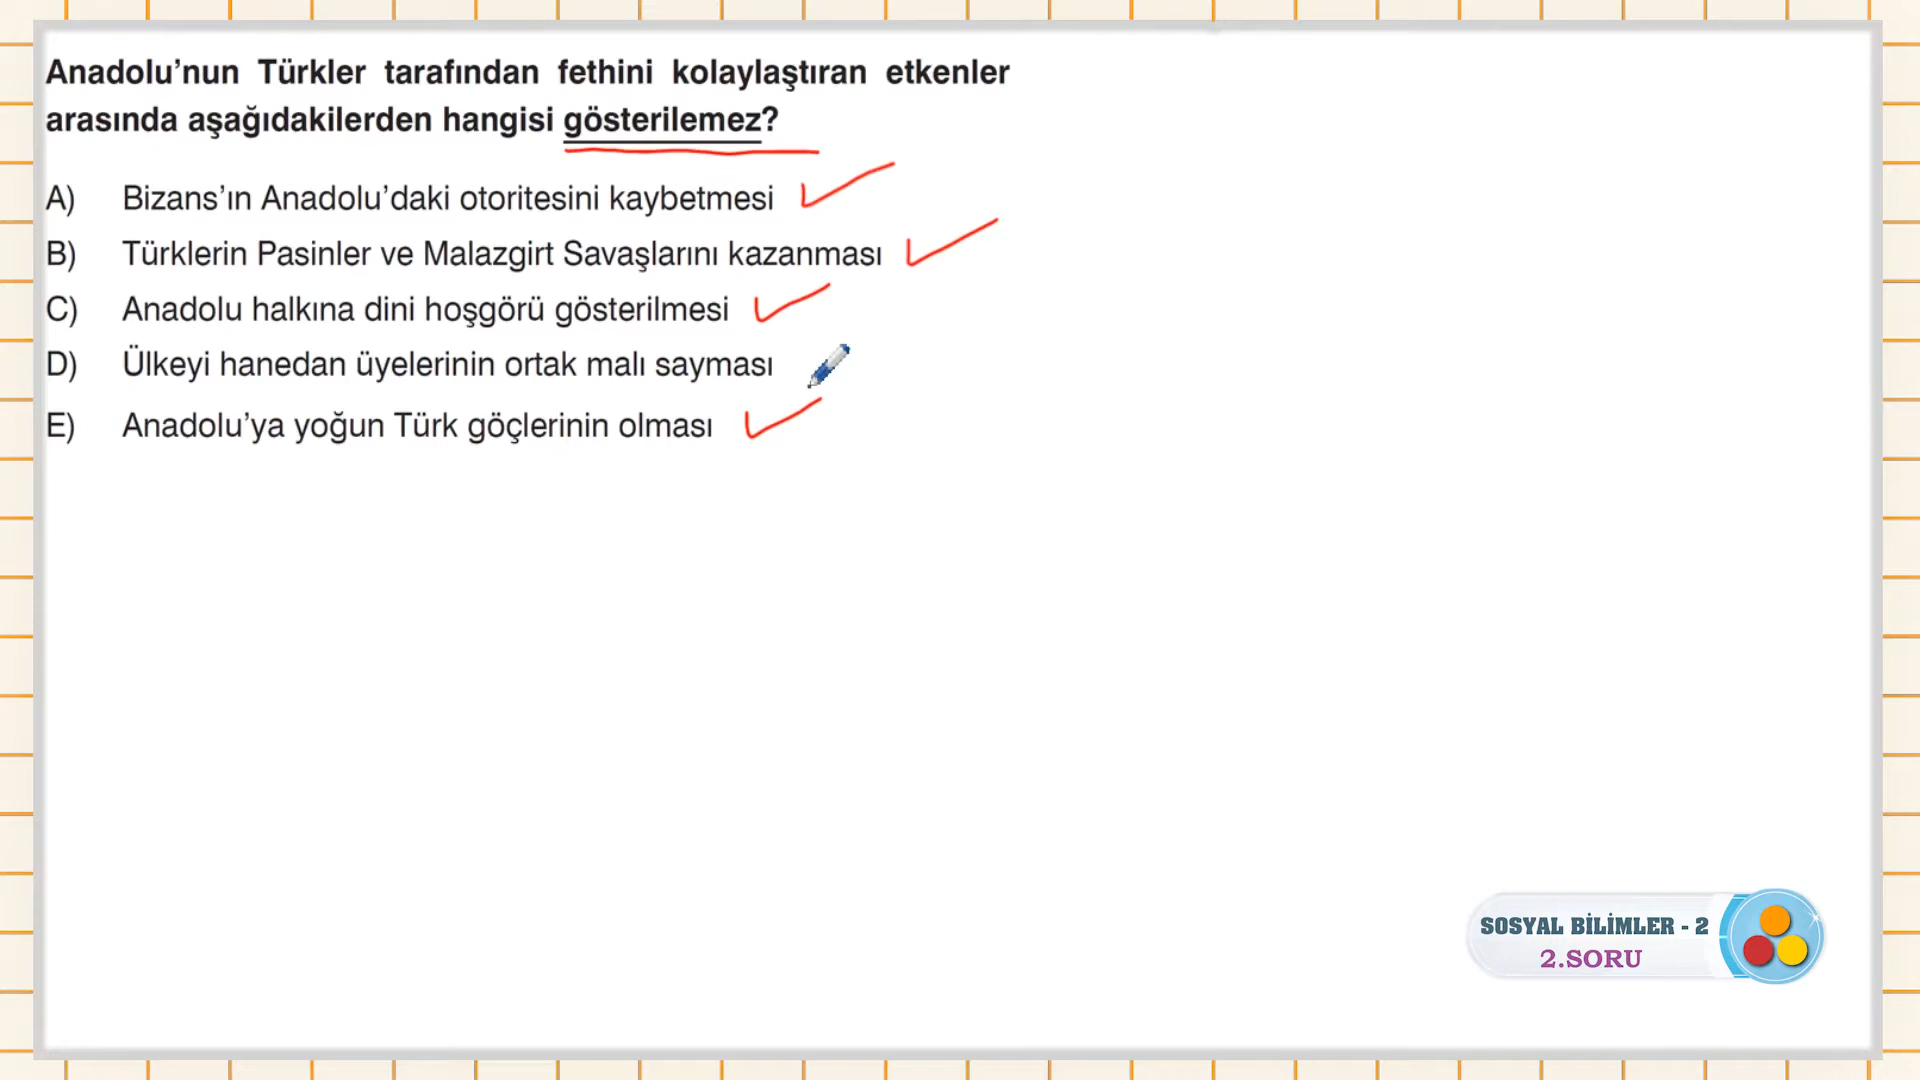 Anadolu’nun Türkler tarafından fethini kolaylaştıran etkenler
arasında aşağıdakilerden hangisi gösterilemez?
A) Bizans’ın Anadolu’daki otoritesini kaybetmesi
B) Türklerin Pasinler ve Malazgirt Savaşlarını kazanması
C) Anadolu halkına dini hoşgörü gösterilmesi
D) Ülkeyi hanedan üyelerinin ortak malı sayması
E) Anadolu’ya yoğun Türk göçlerinin olması
SOSYAL BİLİMLER - 2
2.SORU